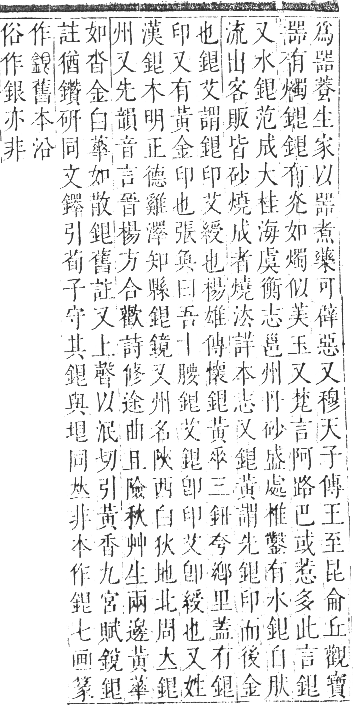 為器養生家以器煮藥可辟惡又穆天子傳王至昆侖丘觀寶
器有燭銀銀有光如燭似美玉又梵言阿路巴或惹多此言銀
又水銀范成大桂海虞衡志邕州丹砂盛處椎鑿有水銀自肰
流出客販皆砂燒成者燒法詳本志又銀黃謂先銀印而後金
也銀艾謂銀印艾綬也楊雄傳懷銀黃垂三鈕夸鄉里蓋有銀
印又有黃金印也張奐曰吾十腰銀艾銀卽印艾卽綬也又姓
漢銀木明正德雞澤知縣銀鏡又州名陝西白狄地北周大銀
州又先韻音言晉楊方合歡詩修途曲且險秋艸生兩邊黃華
如沓金白華如散銀舊註又上聲以泯切引黃香九宮賦鏡銀
註猶鑽研同文鐸引荀子守其銀與垠同𠀤非本作銀七画篆
作舊本沿
俗作銀亦非